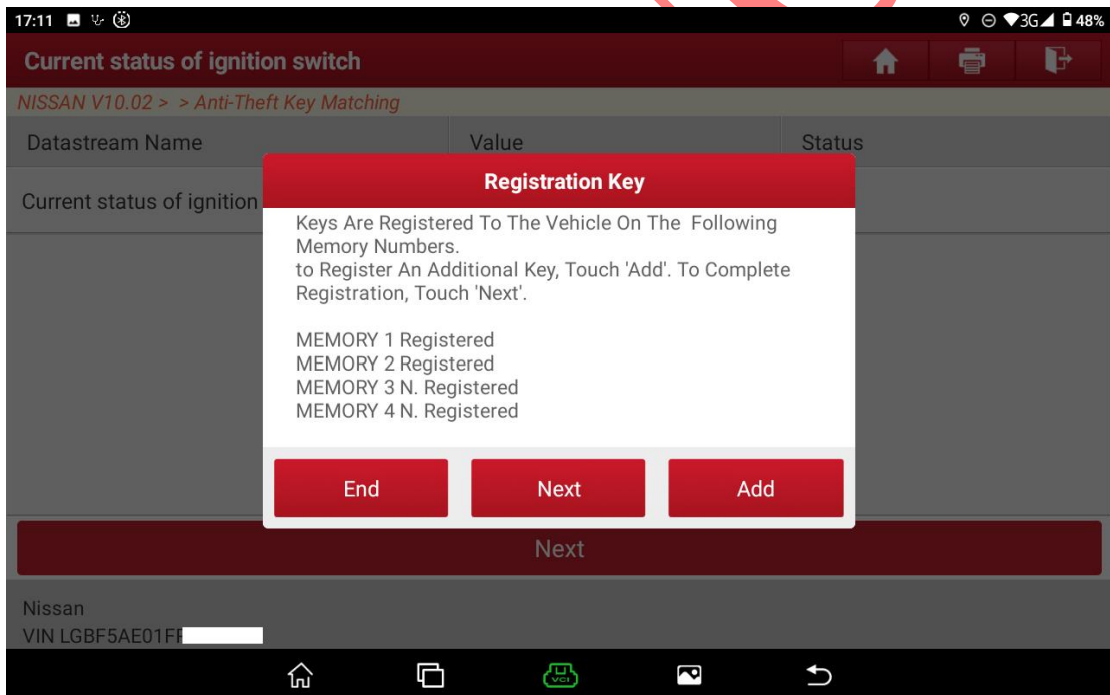 17:11 3G 48%
Current status of ignition switch
NISSAN V10.02 > > Anti-Theft Key Matching
Datastream Name Value Status
Current status of ignition
Registration Key
Keys Are Registered To The Vehicle On The Following
Memory Numbers.
to Register An Additional Key, Touch 'Add'. To Complete
Registration, Touch 'Next'.
MEMORY 1 Registered
MEMORY 2 Registered
MEMORY 3 N. Registered
MEMORY 4 N. Registered
End Next Add
Next
Nissan
VIN LGBF5AE01FF
VCI